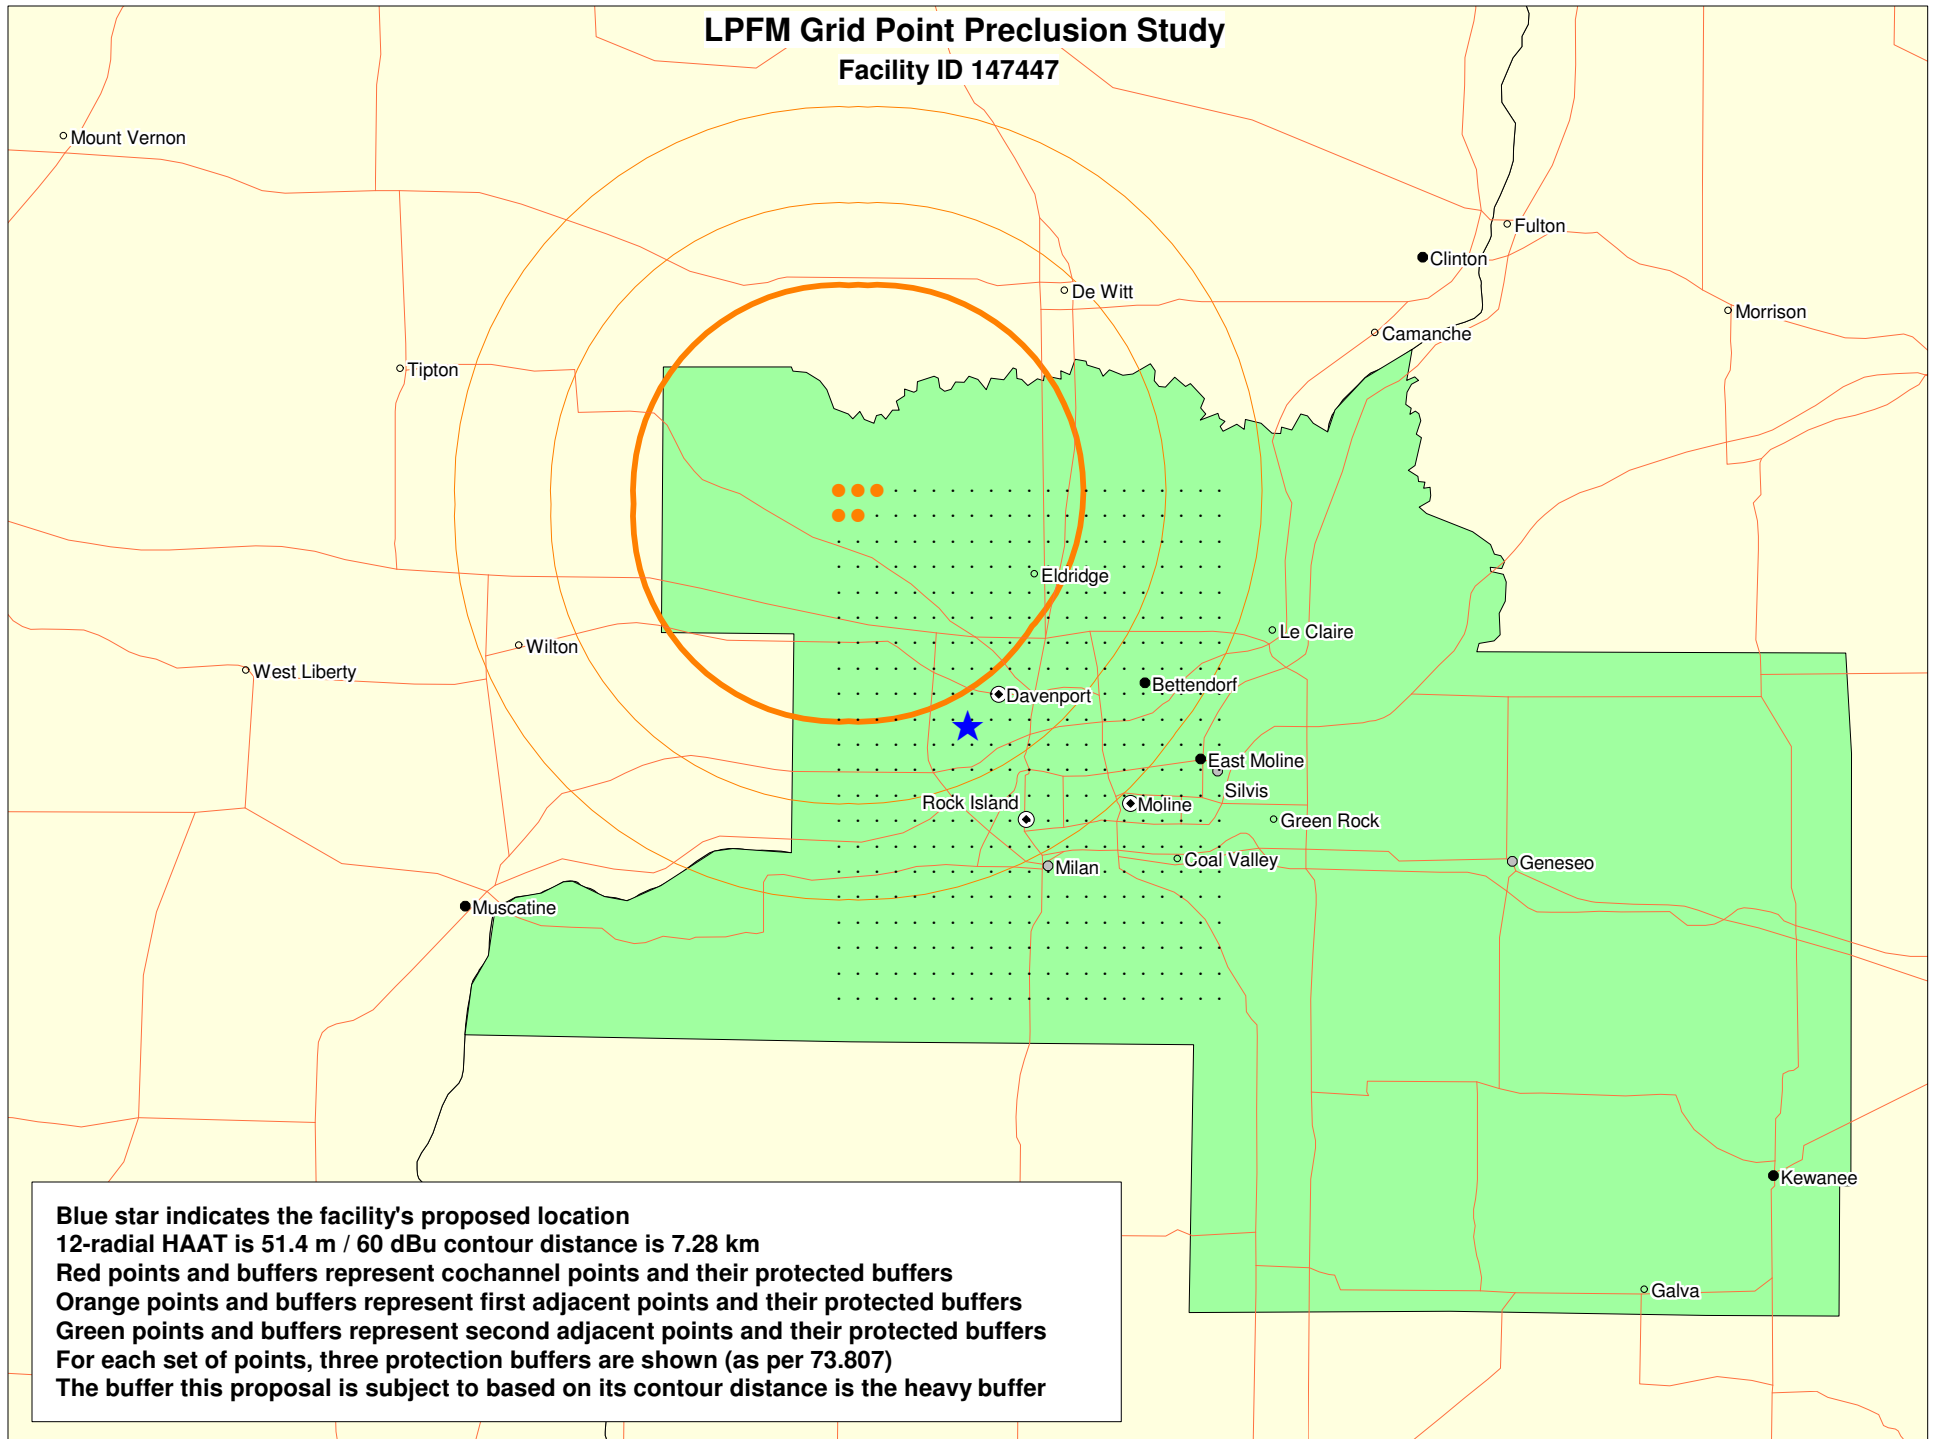 LPFM Grid Point Preclusion Study
Facility ID 147447
Mount Vernon
Fulton
Clinton
De Witt
Morrison
Camanche
Tipton
Eldridge
Le Claire
Wilton
West Liberty
Bettendorf
Davenport
East Moline
Silvis
Rock Island
Moline
Green Rock
Coal Valley
Geneseo
Milan
Muscatine
Kewanee
Galva
Blue star indicates the facility's proposed location
12-radial HAAT is 51.4 m / 60 dBu contour distance is 7.28 km
Red points and buffers represent cochannel points and their protected buffers
Orange points and buffers represent first adjacent points and their protected buffers
Green points and buffers represent second adjacent points and their protected buffers
For each set of points, three protection buffers are shown (as per 73.807)
The buffer this proposal is subject to based on its contour distance is the heavy buffer